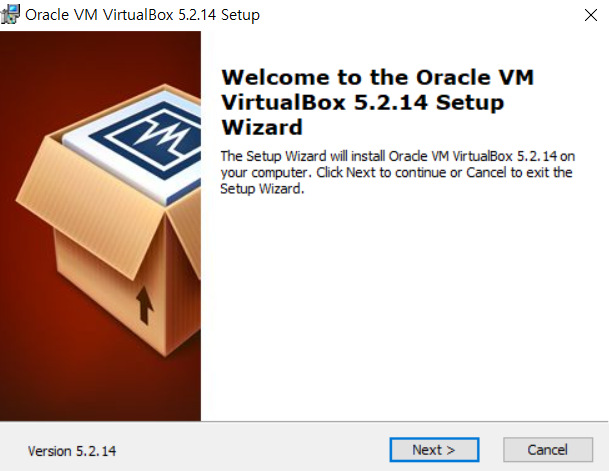 Oracle VM VirtualBox 5.2.14 Setup
Welcome to the Oracle VM
VirtualBox 5.2.14 Setup
Wizard
The Setup Wizard will install Oracle VM VirtualBox 5.2.14 on
your computer. Click Next to continue or Cancel to exit the
Setup Wizard.
Version 5.2.14
Next >
Cancel